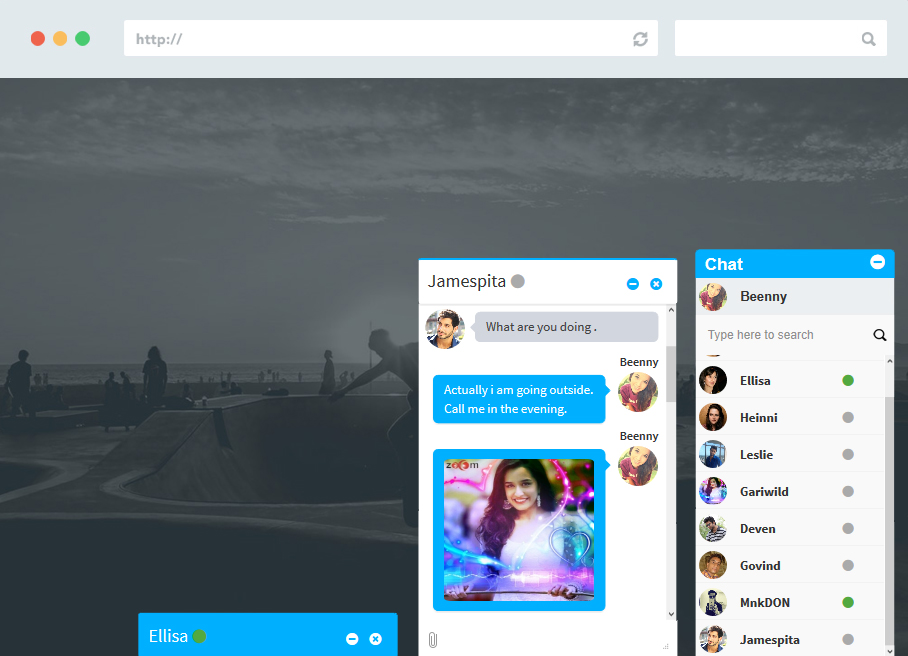 http://
Chat
Beenny
Type here to search
Ellisa
Heinni
Leslie
Gariwild
Deven
Govind
MnkDON
Jamespita
Jamespita
What are you doing .
Beenny
Actually i am going outside.
Call me in the evening.
Beenny
zoom
Ellisa